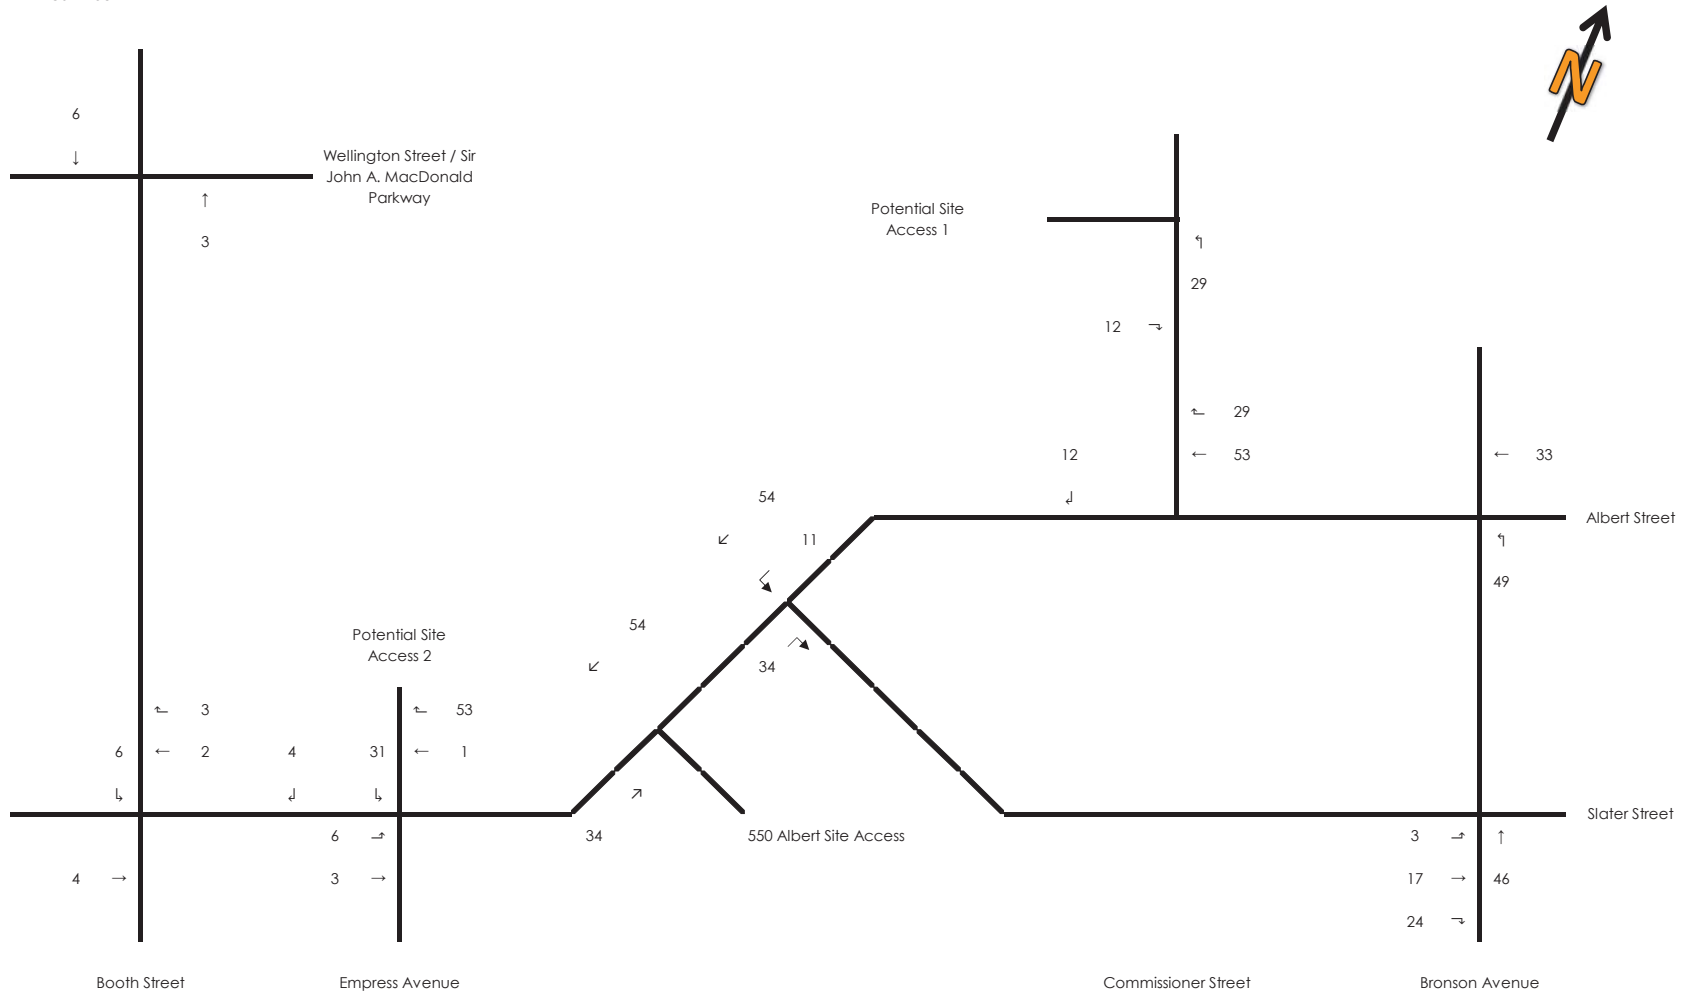 N
6
↓
Wellington Street / Sir
John A. MacDonald
Parkway
↑
3
Potential Site
Access 1
↰
29
12 ⬎
⬑ 29
12 ← 53 ← 33
↲
54
Albert Street
↙ 11 ↰
49
54
↙ 34
Potential Site
Access 2
⬑ 3 ⬑ 53
6 ← 2 4 31 ← 1
↳ ↲ ↳ ↗
Slater Street
6 ⬏ 34 550 Albert Site Access 3 ⬏ ↑
4 → 3 → 17 → 46
24 ⬎
Booth Street Empress Avenue Commissioner Street Bronson Avenue